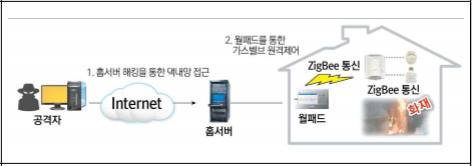 2. 월패드를 통한
가스밸브 원격제어
1. 홈서버 해킹을 통한 댁내망 접근
ZigBee 통신
Internet
ZigBee 통신
화재
공격자
홈서버
월패드